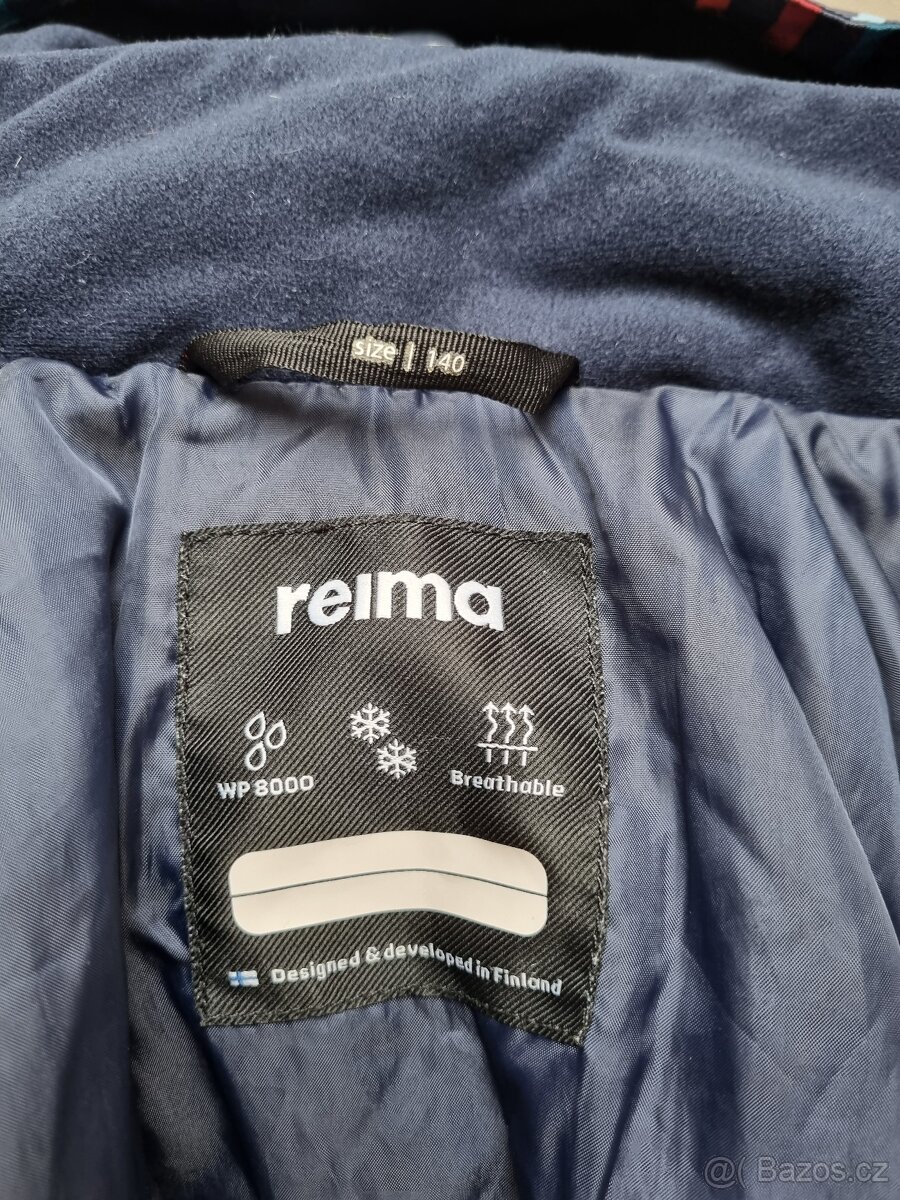 size | 140
reima
WP 8000
Breathable
Designed & developed in Finland
@( Bazos.cz